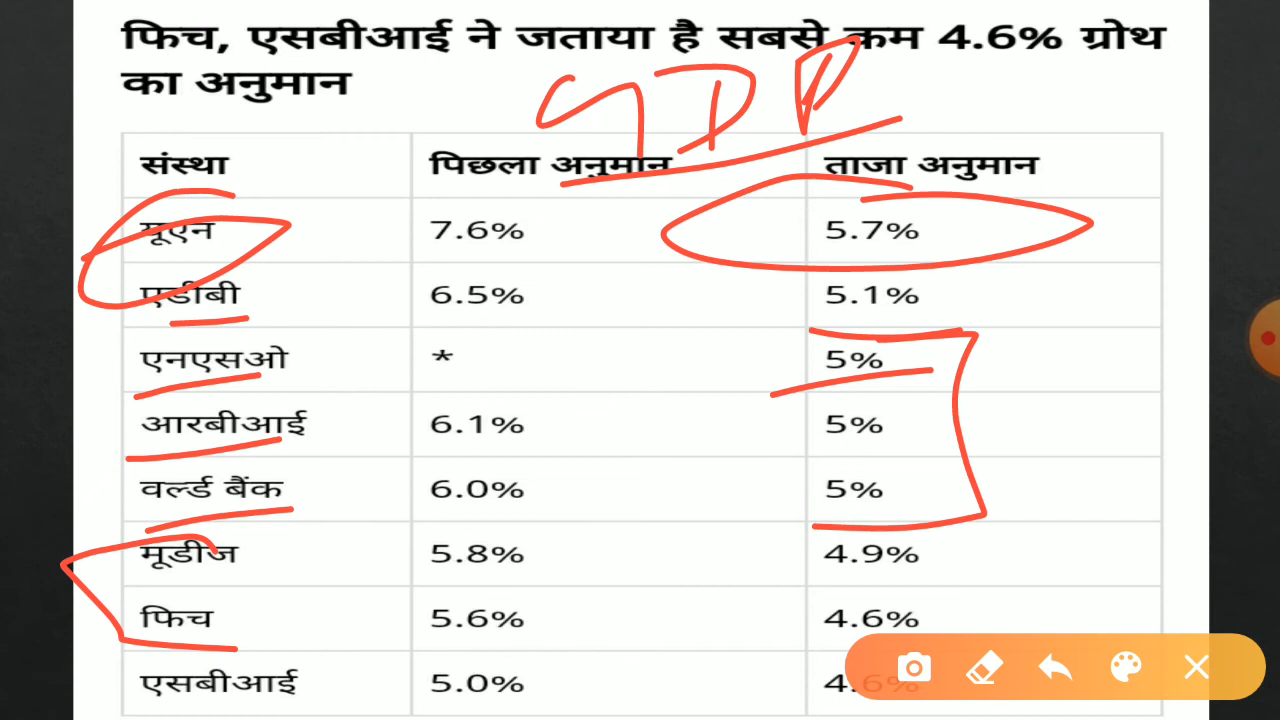 फिच, एसबीआई ने जताया है सबसे कम 4.6% ग्रोथ
का अनुमान
GDP
संस्था पिछला अनुमान ताजा अनुमान
यूएन 7.6% 5.7%
एडीबी 6.5% 5.1%
एनएसओ * 5%
आरबीआई 6.1% 5%
वर्ल्ड बैंक 6.0% 5%
मूडीज 5.8% 4.9%
फिच 5.6% 4.6%
एसबीआई 5.0% 4.6%